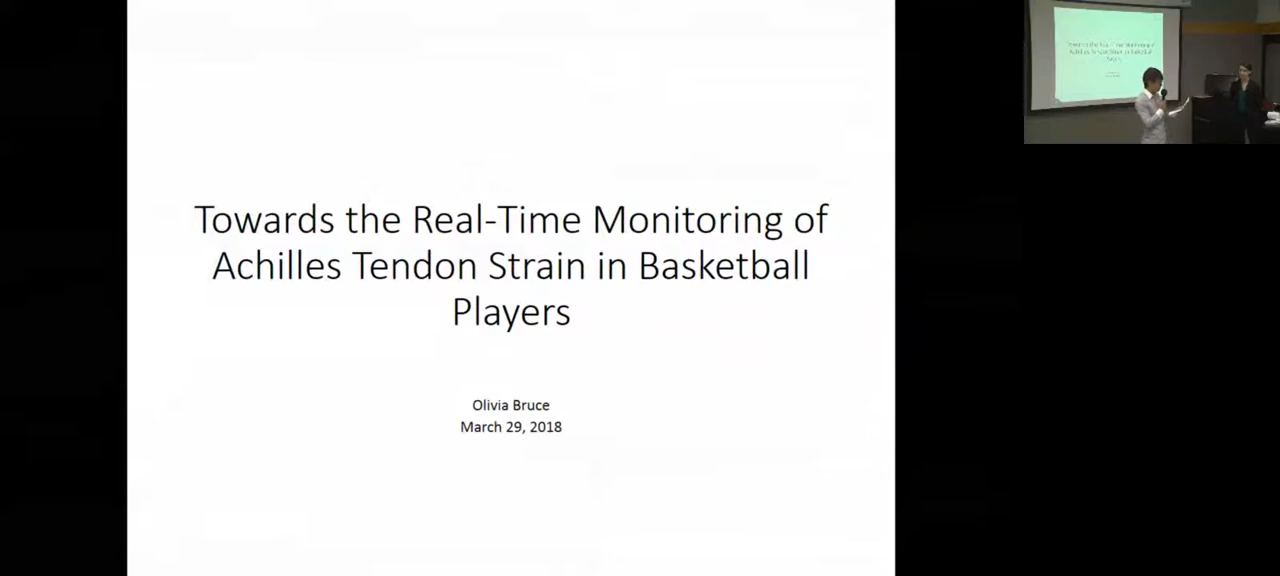 Towards the Real-Time Monitoring of
Achilles Tendon Strain in Basketball
Players
Olivia Bruce
March 29, 2018